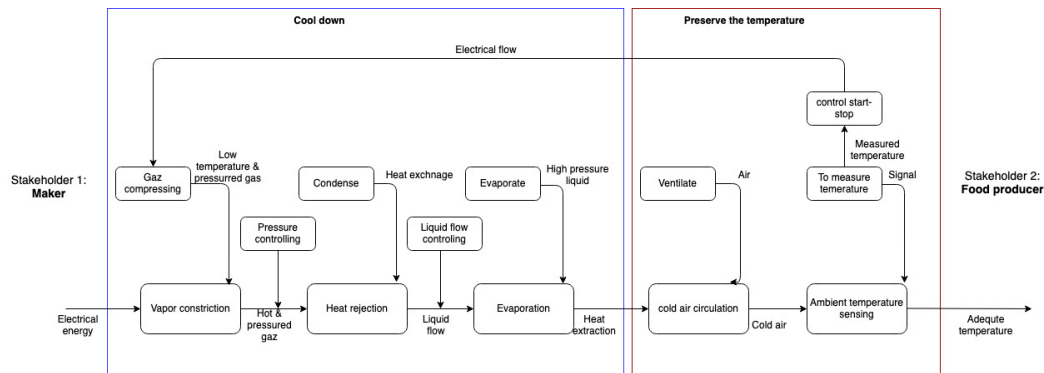 Cool down
Preserve the temperature
Electrical flow
control start-
stop
Measured
temperature
Stakeholder 1:
Maker
Gaz
compressing
Low
temperature &
pressurred gas
Condense
Heat exchnage
Evaporate
High pressure
liquid
Ventilate
Air
To measure
temerature
Signal
Stakeholder 2:
Food producer
Pressure
controlling
Liquid flow
controling
Electrical
energy
Vapor constriction
Hot &
pressured
gaz
Heat rejection
Liquid
flow
Evaporation
Heat
extraction
cold air circulation
Cold air
Ambient temperature
sensing
Adequte
temperature